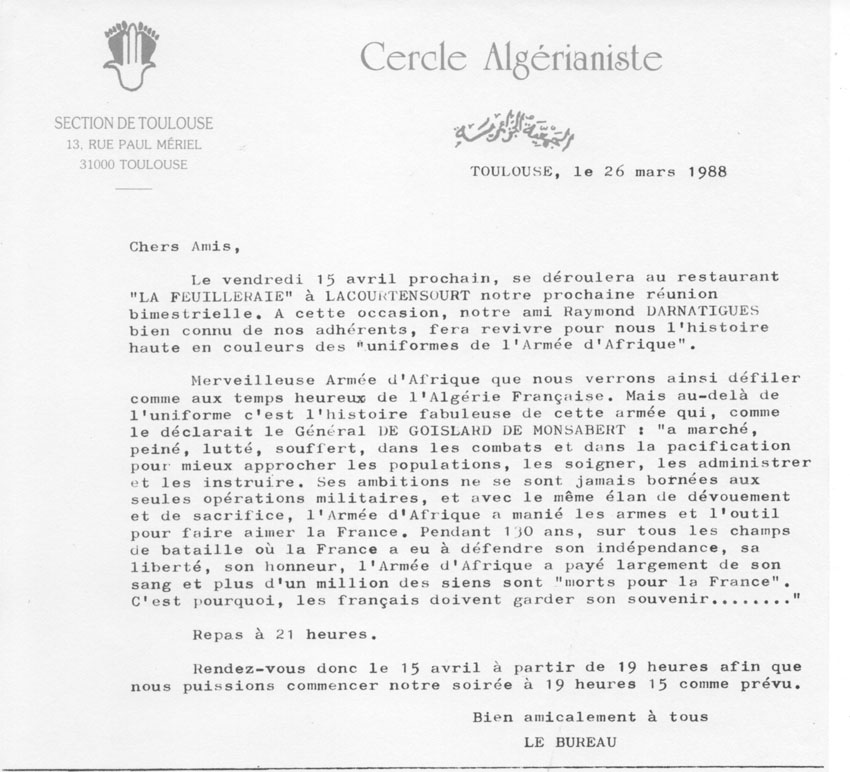 Cercle Algérianiste
SECTION DE TOULOUSE
13, RUE PAUL MÉRIEL
31000 TOULOUSE
TOULOUSE, le 26 mars 1988
Chers Amis,
Le vendredi 15 avril prochain, se déroulera au restaurant
"LA FEUILLERAIE" à LACOURTENSOURT notre prochaine réunion
bimestrielle. A cette occasion, notre ami Raymond DARNATIGUES
bien connu de nos adhérents, fera revivre pour nous l'histoire
haute en couleurs des "uniformes de l'Armée d'Afrique".
Merveilleuse Armée d'Afrique que nous verrons ainsi défiler
comme aux temps heureux de l'Algérie Française. Mais au-delà de
l'uniforme c'est l'histoire fabuleuse de cette armée qui, comme
le déclarait le Général DE GOISLARD DE MONSABERT : "a marché,
peiné, lutté, souffert, dans les combats et dans la pacification
pour mieux approcher les populations, les soigner, les administrer
et les instruire. Ses ambitions ne se sont jamais bornées aux
seules opérations militaires, et avec le même élan de dévouement
et de sacrifice, l'Armée d'Afrique a manié les armes et l'outil
pour faire aimer la France. Pendant 130 ans, sur tous les champs
de bataille où la France a eu à défendre son indépendance, sa
liberté, son honneur, l'Armée d'Afrique a payé largement de son
sang et plus d'un million des siens sont "morts pour la France".
C'est pourquoi, les français doivent garder son souvenir........"
Repas à 21 heures.
Rendez-vous donc le 15 avril à partir de 19 heures afin que
nous puissions commencer notre soirée à 19 heures 15 comme prévu.
Bien amicalement à tous
LE BUREAU